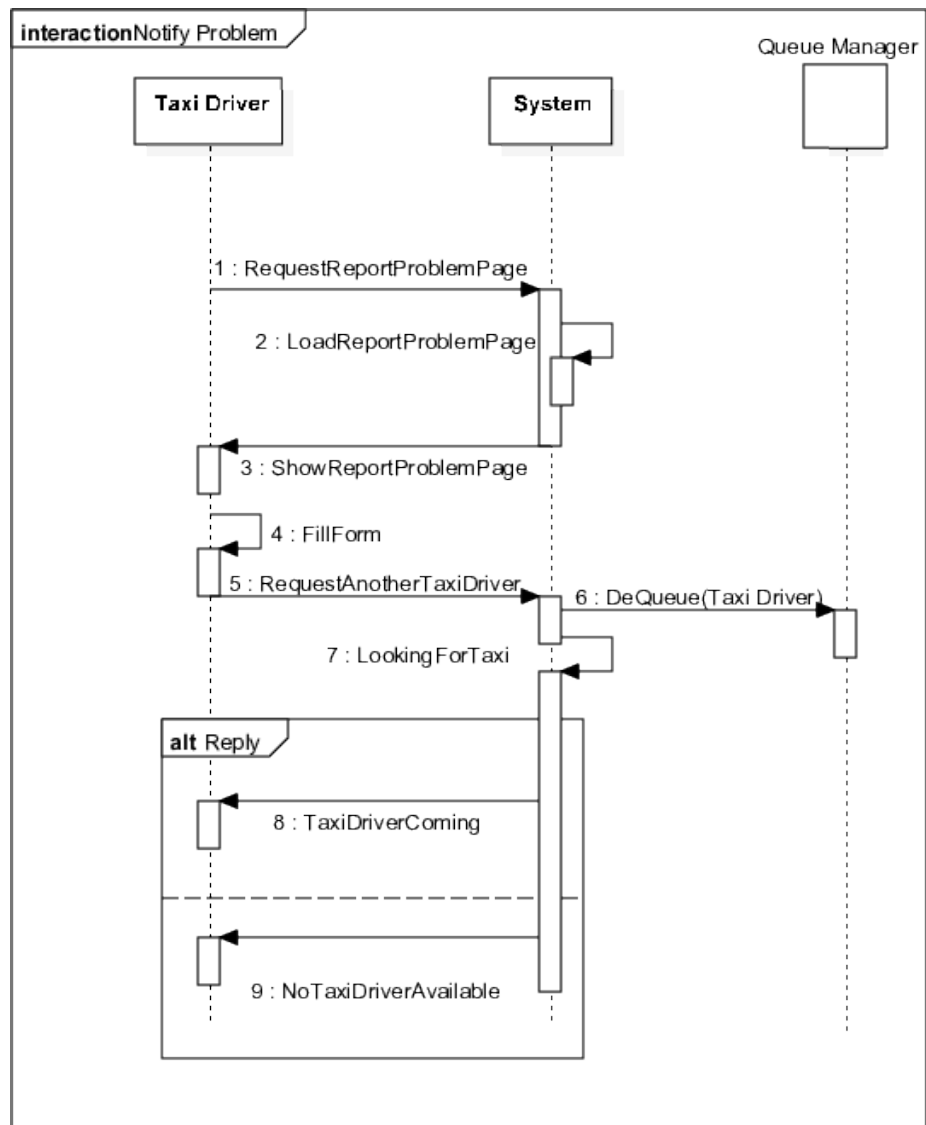 interactionNotify Problem
Queue Manager
Taxi Driver
System
1 : RequestReportProblemPage
2 : LoadReportProblemPage
3 : ShowReportProblemPage
4 : FillForm
5 : RequestAnotherTaxiDriver
6 : DeQueue(Taxi Driver)
7 : LookingForTaxi
alt Reply
8 : TaxiDriverComing
9 : NoTaxiDriverAvailable